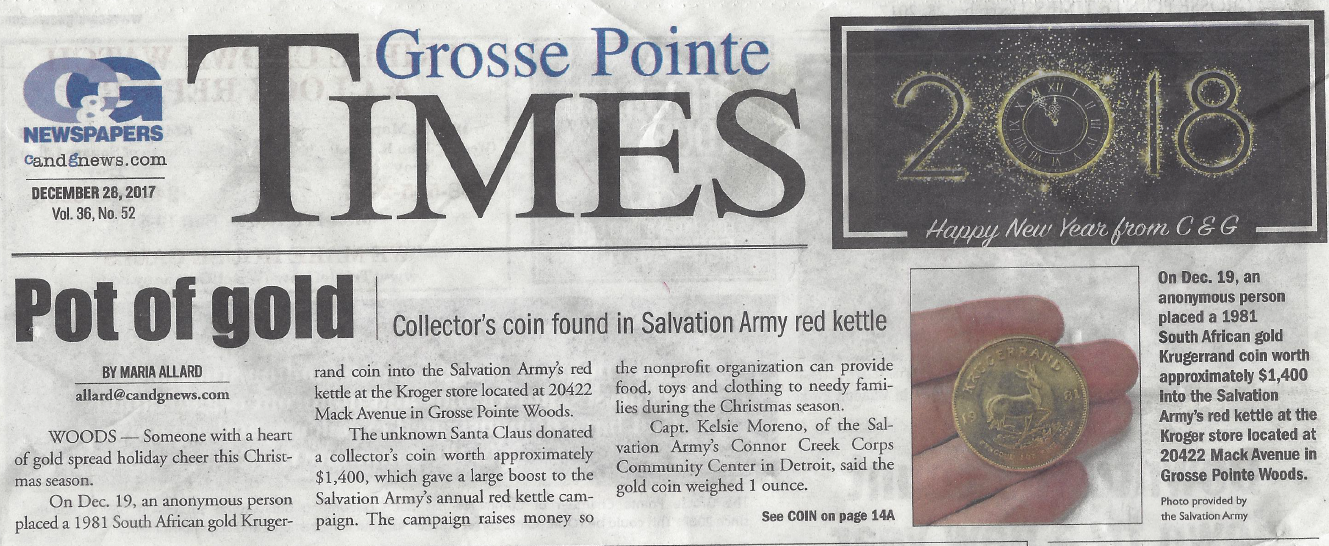 C&G
NEWSPAPERS
candgnews.com
DECEMBER 28, 2017
Vol. 36, No. 52
Grosse Pointe
TIMES
2018
Happy New Year from C & G
Pot of gold
Collector's coin found in Salvation Army red kettle
BY MARIA ALLARD
allard@candgnews.com
WOODS — Someone with a heart
of gold spread holiday cheer this Christ-
mas season.
On Dec. 19, an anonymous person
placed a 1981 South African gold Kruger-
rand coin into the Salvation Army's red
kettle at the Kroger store located at 20422
Mack Avenue in Grosse Pointe Woods.
The unknown Santa Claus donated
a collector's coin worth approximately
$1,400, which gave a large boost to the
Salvation Army's annual red kettle cam-
paign. The campaign raises money so
the nonprofit organization can provide
food, toys and clothing to needy fami-
lies during the Christmas season.
Capt. Kelsie Moreno, of the Sal-
vation Army's Connor Creek Corps
Community Center in Detroit, said the
gold coin weighed 1 ounce.
See COIN on page 14A
KRUGERRAND
1981
On Dec. 19, an
anonymous person
placed a 1981
South African gold
Krugerrand coin worth
approximately $1,400
into the Salvation
Army's red kettle at the
Kroger store located at
20422 Mack Avenue in
Grosse Pointe Woods.
Photo provided by
the Salvation Army